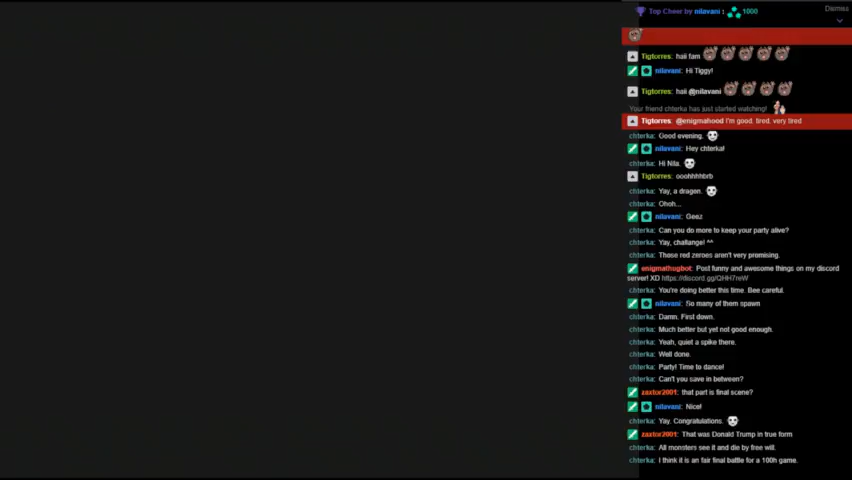 Top Cheer by nilavani : 1000
Dismiss
Tigtorres: haii fam
nilavani: Hi Tiggy!
Tigtorres: haii @nilavani
Your friend chterka has just started watching!
Tigtorres: @enigmahood I'm good. tired, very tired
chterka: Good evening.
nilavani: Hey chterka!
chterka: Hi Nila.
Tigtorres: ooohhhhbrb
chterka: Yay, a dragon.
chterka: Ohoh...
nilavani: Geez
chterka: Can you do more to keep your party alive?
chterka: Yay, challange! ^^
chterka: Those red zeroes aren't very promising.
enigmathugbot: Post funny and awesome things on my discord
server! XD https://discord.gg/QHH7reW
chterka: You're doing better this time. Bee careful.
nilavani: So many of them spawn
chterka: Damn. First down.
chterka: Much better but yet not good enough.
chterka: Yeah, quiet a spike there.
chterka: Well done.
chterka: Party! Time to dance!
chterka: Can't you save in between?
zaxtor2001: that part is final scene?
nilavani: Nice!
chterka: Yay. Congratulations.
zaxtor2001: That was Donald Trump in true form
chterka: All monsters see it and die by free will.
chterka: I think it is an fair final battle for a 100h game.